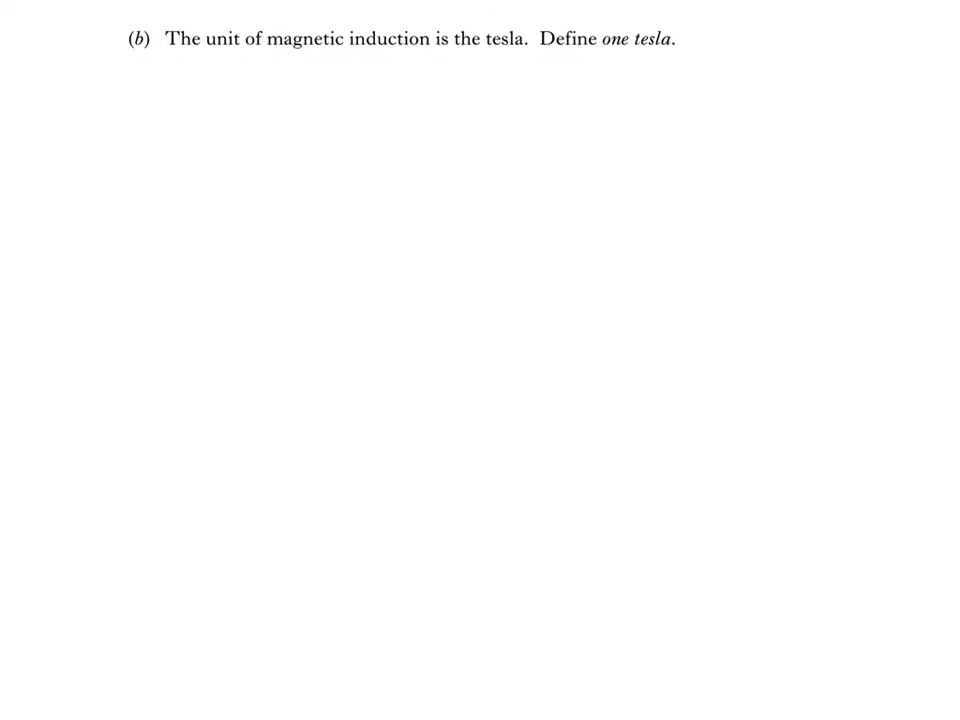 (b) The unit of magnetic induction is the tesla. Define one tesla.